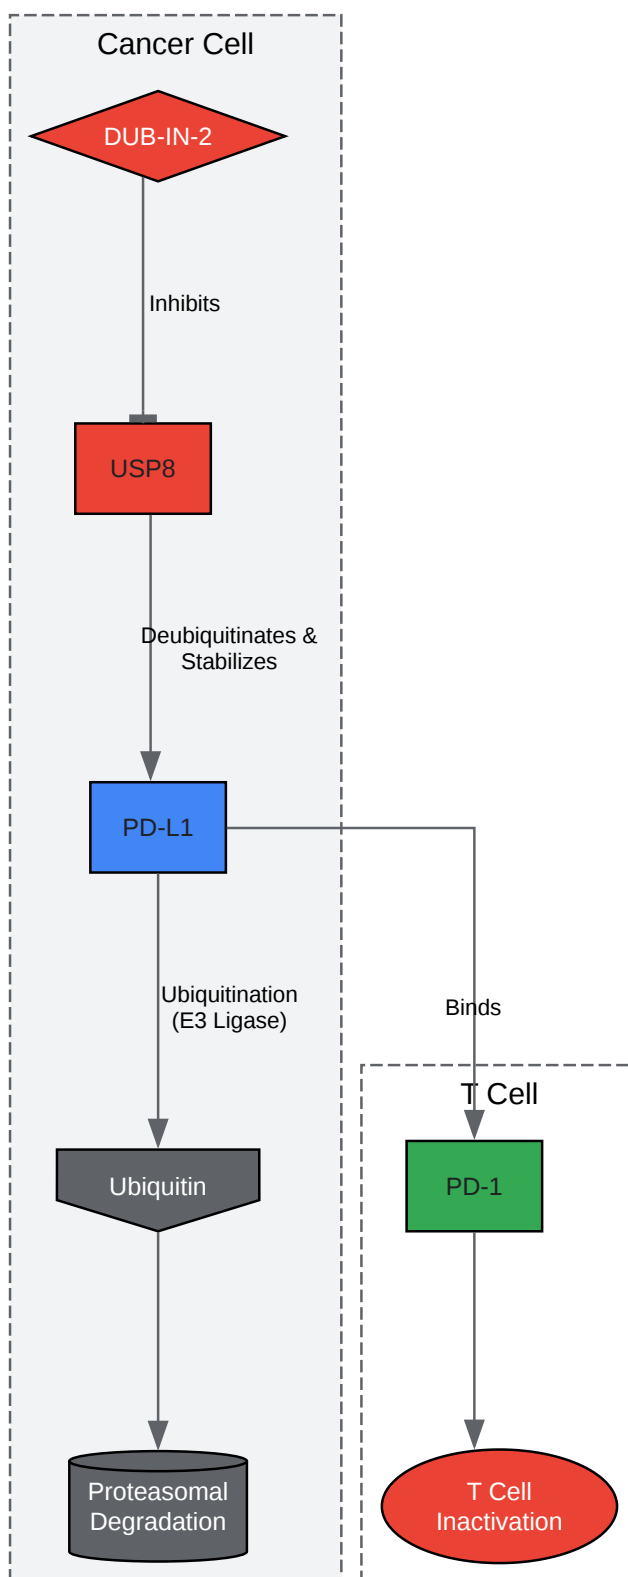 Cancer Cell
DUB-IN-2
Inhibits
USP8
Deubiquitinates &
Stabilizes
PD-L1
Ubiquitination
(E3 Ligase)
Binds
T Cell
Ubiquitin
PD-1
Proteasomal
Degradation
T Cell
Inactivation